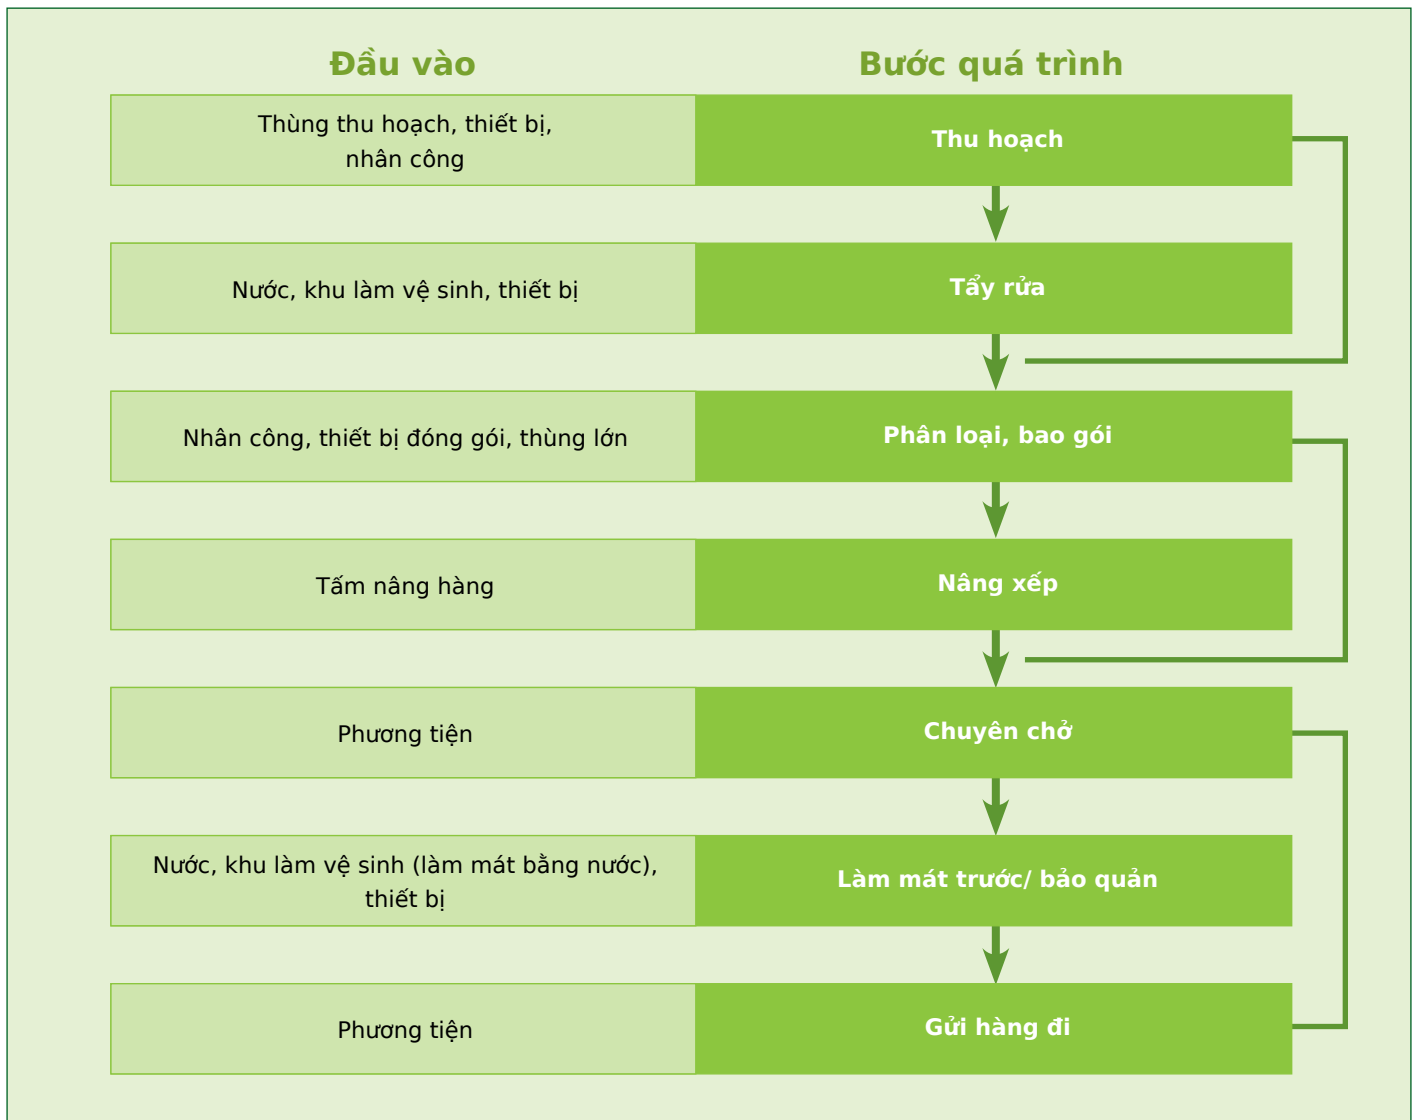 Đầu vào
Bước quá trình
Thùng thu hoạch, thiết bị,
nhân công
Thu hoạch
Nước, khu làm vệ sinh, thiết bị
Tẩy rửa
Nhân công, thiết bị đóng gói, thùng lớn
Phân loại, bao gói
Tấm nâng hàng
Nâng xếp
Phương tiện
Chuyên chở
Nước, khu làm vệ sinh (làm mát bằng nước),
thiết bị
Làm mát trước/ bảo quản
Phương tiện
Gửi hàng đi